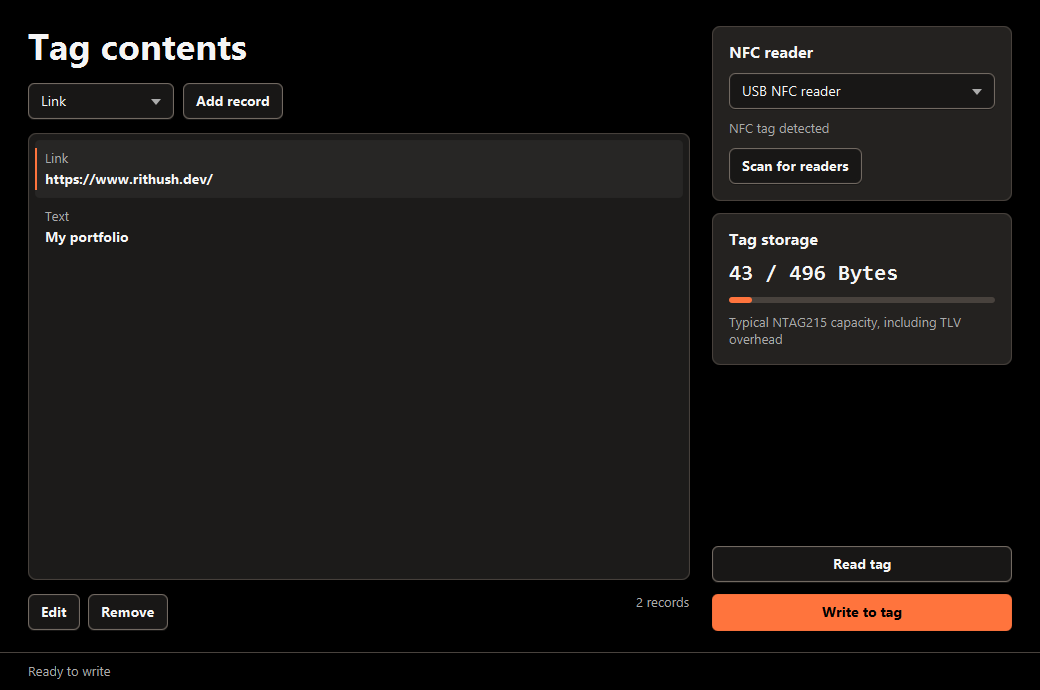 Tag contents
Link
Add record
Link
https://www.rithush.dev/
Text
My portfolio
Edit
Remove
2 records
NFC reader
USB NFC reader
NFC tag detected
Scan for readers
Tag storage
43 / 496 Bytes
Typical NTAG215 capacity, including TLV
overhead
Read tag
Write to tag
Ready to write